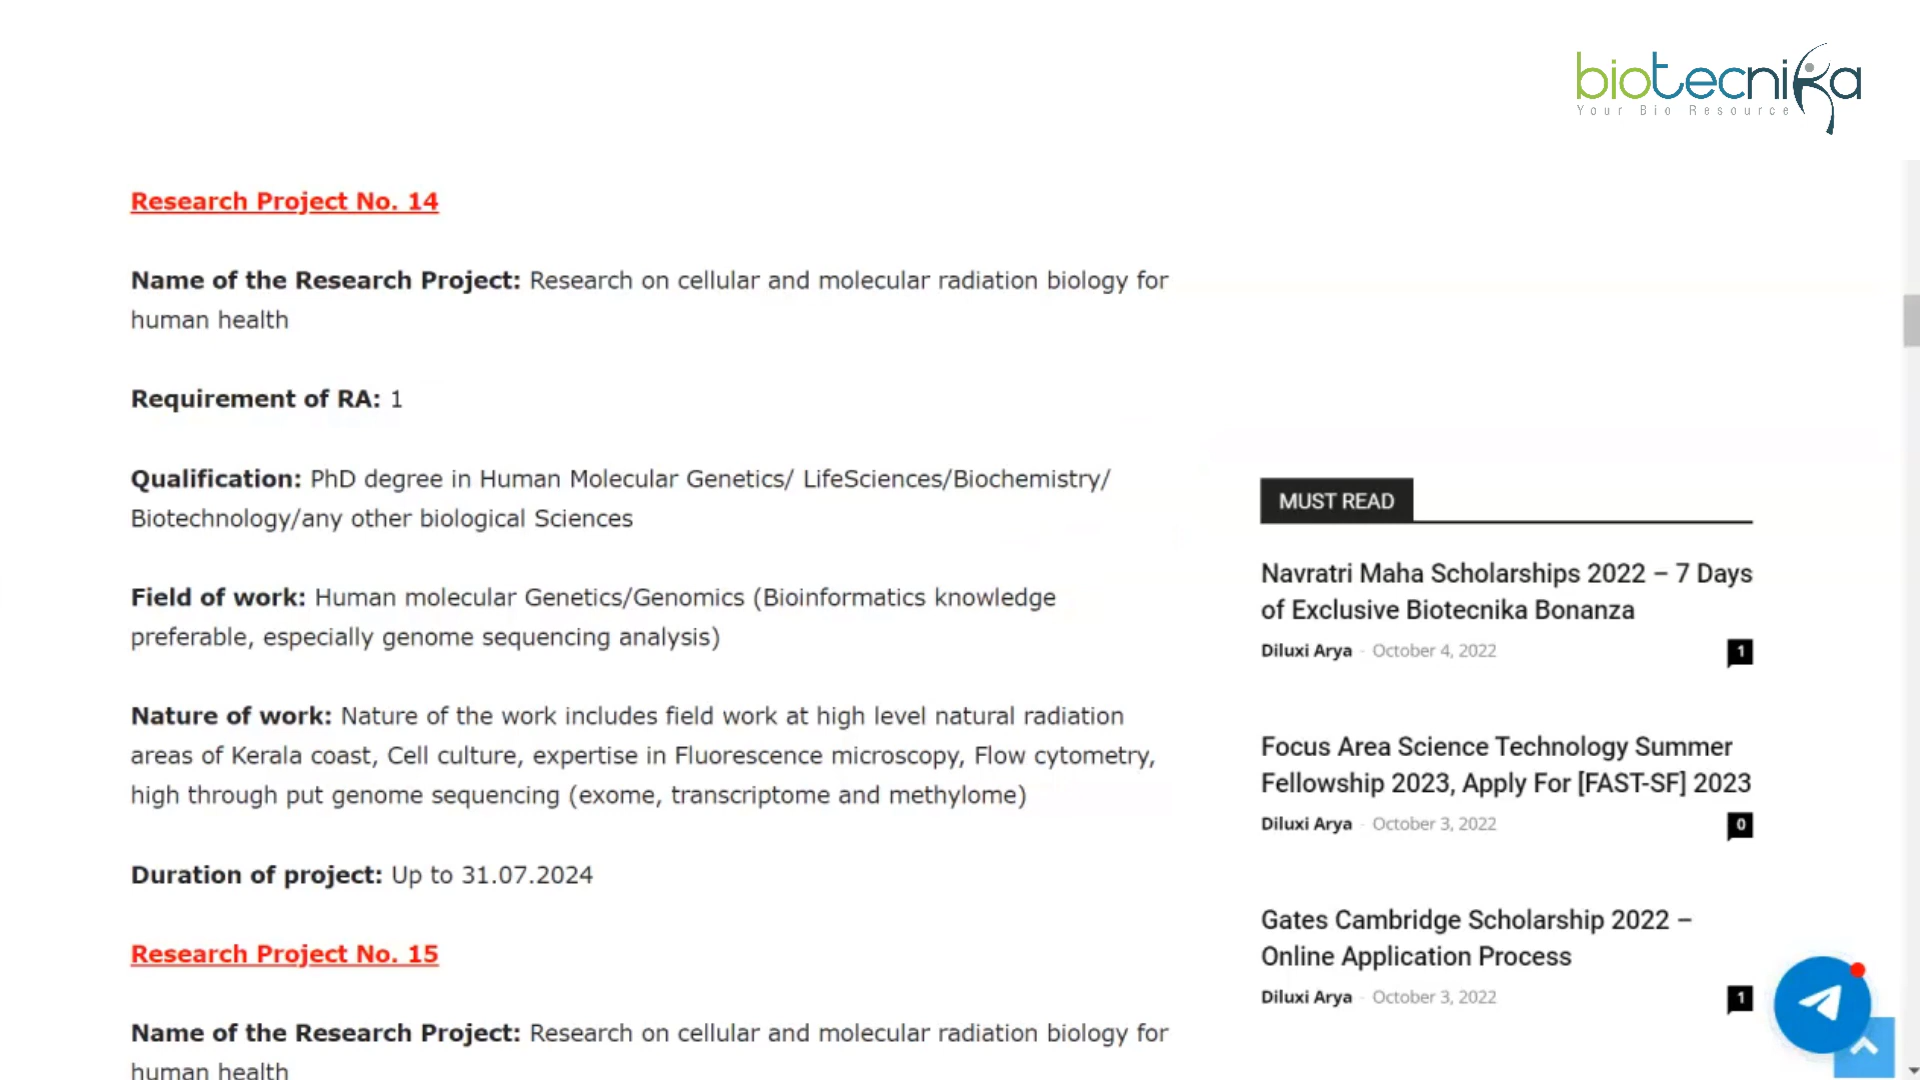 biotecnika
Your Bio Resource
Research Project No. 14
Name of the Research Project: Research on cellular and molecular radiation biology for
human health
Requirement of RA: 1
Qualification: PhD degree in Human Molecular Genetics/ LifeSciences/Biochemistry/
Biotechnology/any other biological Sciences
Field of work: Human molecular Genetics/Genomics (Bioinformatics knowledge
preferable, especially genome sequencing analysis)
Nature of work: Nature of the work includes field work at high level natural radiation
areas of Kerala coast, Cell culture, expertise in Fluorescence microscopy, Flow cytometry,
high through put genome sequencing (exome, transcriptome and methylome)
Duration of project: Up to 31.07.2024
Research Project No. 15
Name of the Research Project: Research on cellular and molecular radiation biology for
human health
MUST READ
Navratri Maha Scholarships 2022 – 7 Days
of Exclusive Biotecnika Bonanza
Diluxi Arya - October 4, 2022
1
Focus Area Science Technology Summer
Fellowship 2023, Apply For [FAST-SF] 2023
Diluxi Arya - October 3, 2022
0
Gates Cambridge Scholarship 2022 –
Online Application Process
Diluxi Arya - October 3, 2022
1